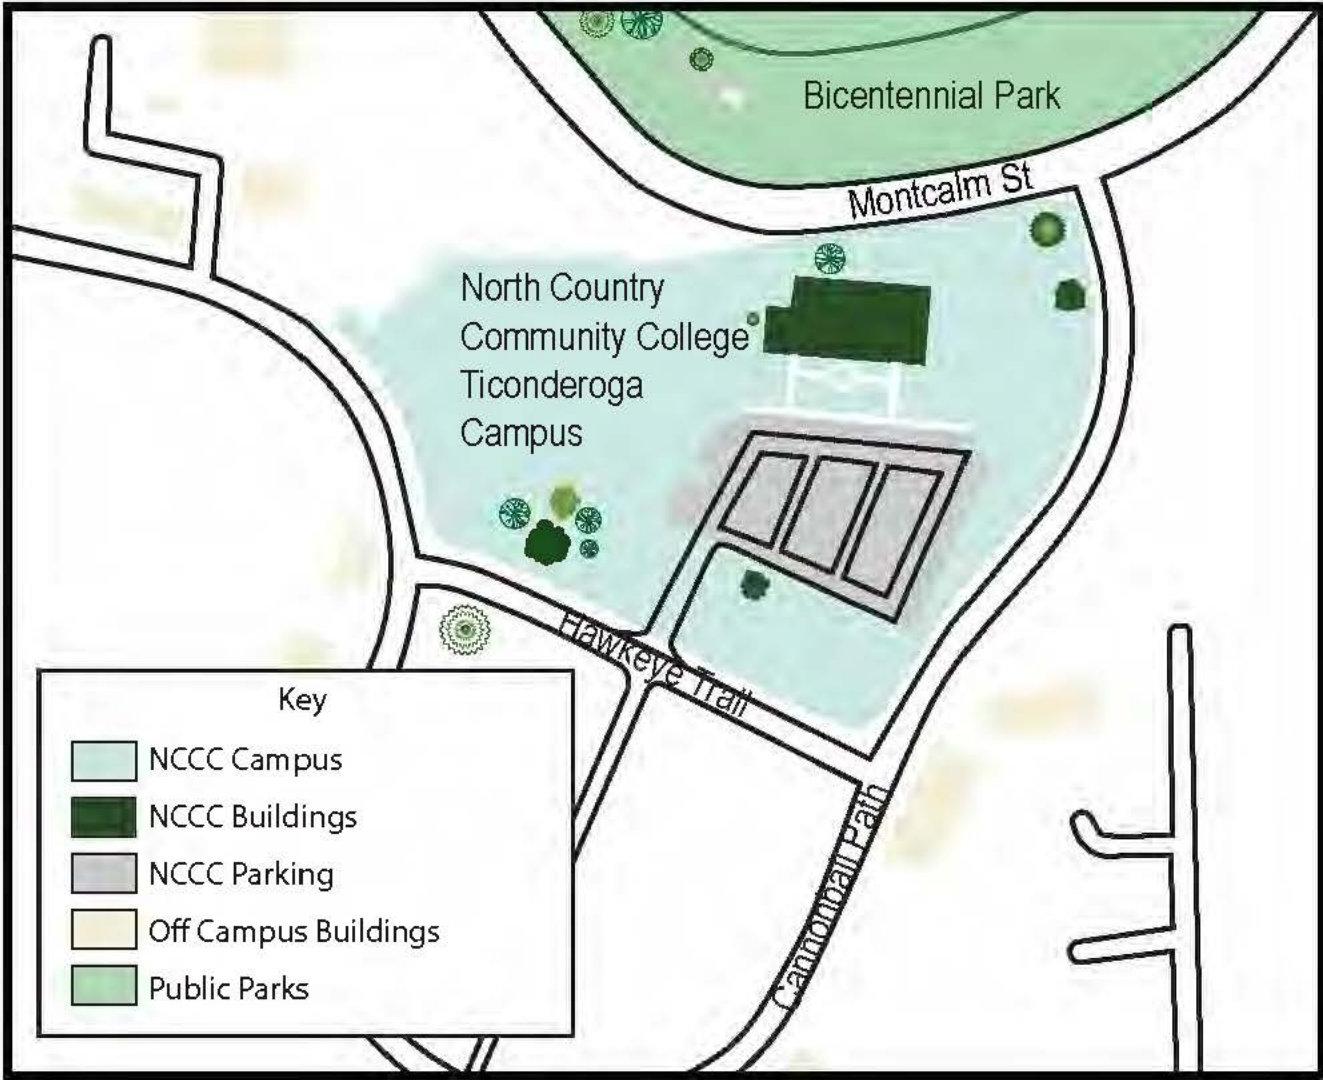 Bicentennial Park
Montcalm St
North Country
Community College
Ticonderoga
Campus
Hawkeye Trail
Cannonball Path
Key
NCCC Campus
NCCC Buildings
NCCC Parking
Off Campus Buildings
Public Parks